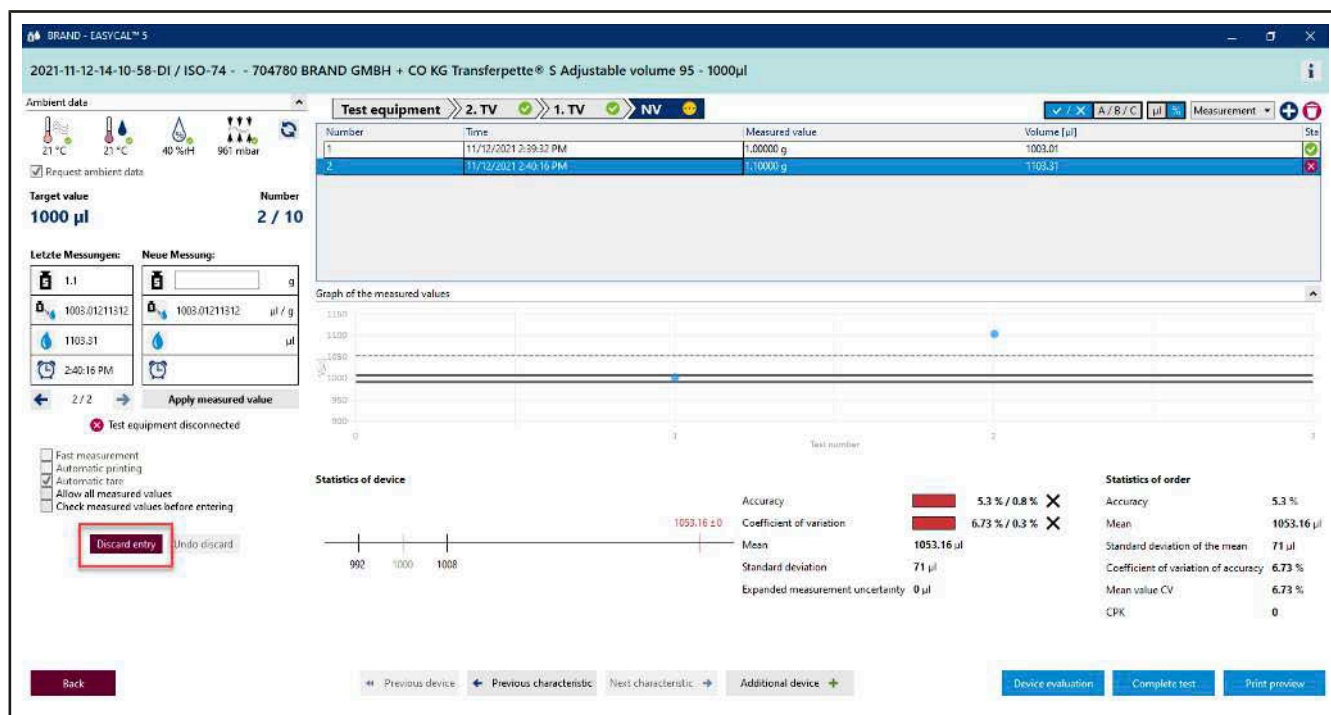 BRAND - EASYCAL™ 5
2021-11-12-14-10-58-DI / ISO-74 - - 704780 BRAND GMBH + CO KG Transferpette® S Adjustable volume 95 - 1000µl
i
Ambient data
21 °C 21 °C 40 %rH 961 mbar
Request ambient data
Target value Number
1000 µl 2 / 10
Letzte Messungen: Neue Messung:
1.1 g
1003.01211312 1003.01211312 µl / g
1103.31 µl
2:40:16 PM
2 / 2 Apply measured value
Test equipment disconnected
Fast measurement
Automatic printing
Automatic tare
Allow all measured values
Check measured values before entering
Discard entry Undo discard
Test equipment 2. TV 1. TV NV
✓ / X A / B / C µl % Measurement
Number Time Measured value Volume [µl] Sta
1 11/12/2021 2:39:32 PM 1.00000 g 1003.01
2 11/12/2021 2:40:16 PM 1.10000 g 1103.31
Graph of the measured values
1150
1100
1050
1000
950
900
0 1 2 3
Test number
Statistics of device
1053.16 ±0
992 1000 1008
Accuracy 5.3 % / 0.8 %
Coefficient of variation 6.73 % / 0.3 %
Mean 1053.16 µl
Standard deviation 71 µl
Expanded measurement uncertainty 0 µl
Statistics of order
Accuracy 5.3 %
Mean 1053.16 µl
Standard deviation of the mean 71 µl
Coefficient of variation of accuracy 6.73 %
Mean value CV 6.73 %
CPK 0
Back Previous device Previous characteristic Next characteristic Additional device Device evaluation Complete test Print preview